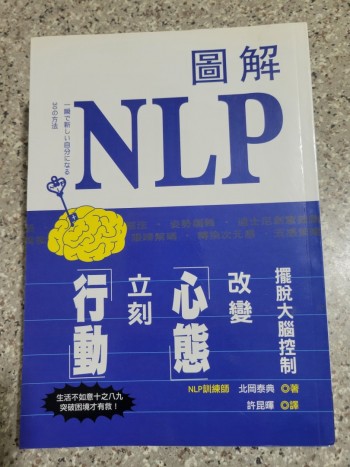 圖解
NLP
一瞬で新しい自分になる
30の方法
擺脫大腦控制
改變
「心態」
立刻
「行動」
NLP訓練師 北岡泰典◎著
許昆暉◎譯
生活不如意十之八九
突破困境才有救！